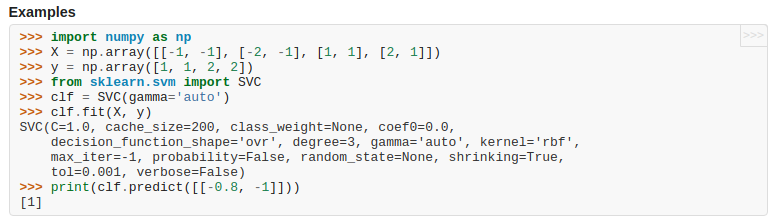 Examples
>>>
>>> import numpy as np
>>> X = np.array([[-1, -1], [-2, -1], [1, 1], [2, 1]])
>>> y = np.array([1, 1, 2, 2])
>>> from sklearn.svm import SVC
>>> clf = SVC(gamma='auto')
>>> clf.fit(X, y)
SVC(C=1.0, cache_size=200, class_weight=None, coef0=0.0,
    decision_function_shape='ovr', degree=3, gamma='auto', kernel='rbf',
    max_iter=-1, probability=False, random_state=None, shrinking=True,
    tol=0.001, verbose=False)
>>> print(clf.predict([[-0.8, -1]]))
[1]